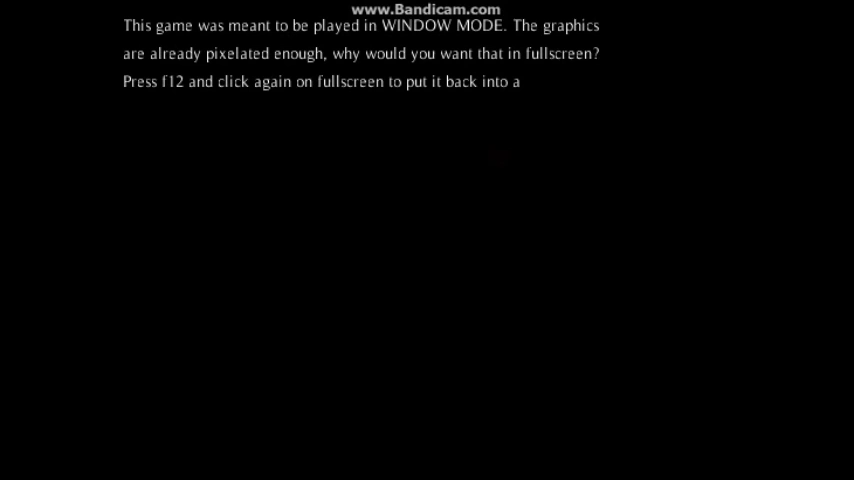 www.Bandicam.com
This game was meant to be played in WINDOW MODE. The graphics
are already pixelated enough, why would you want that in fullscreen?
Press f12 and click again on fullscreen to put it back into a